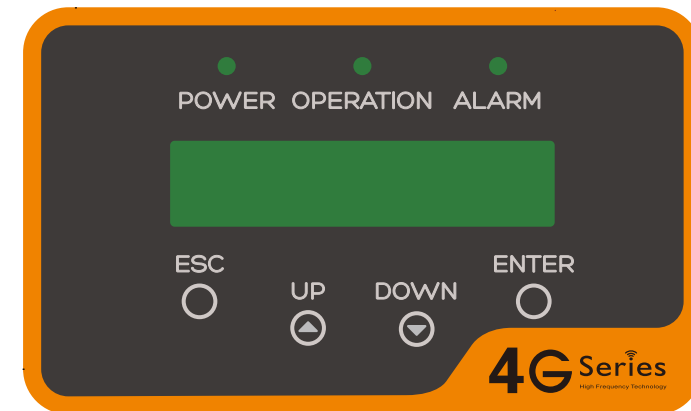 POWER OPERATION ALARM
ESC
UP
DOWN
ENTER
4G Series
High Frequency Technology